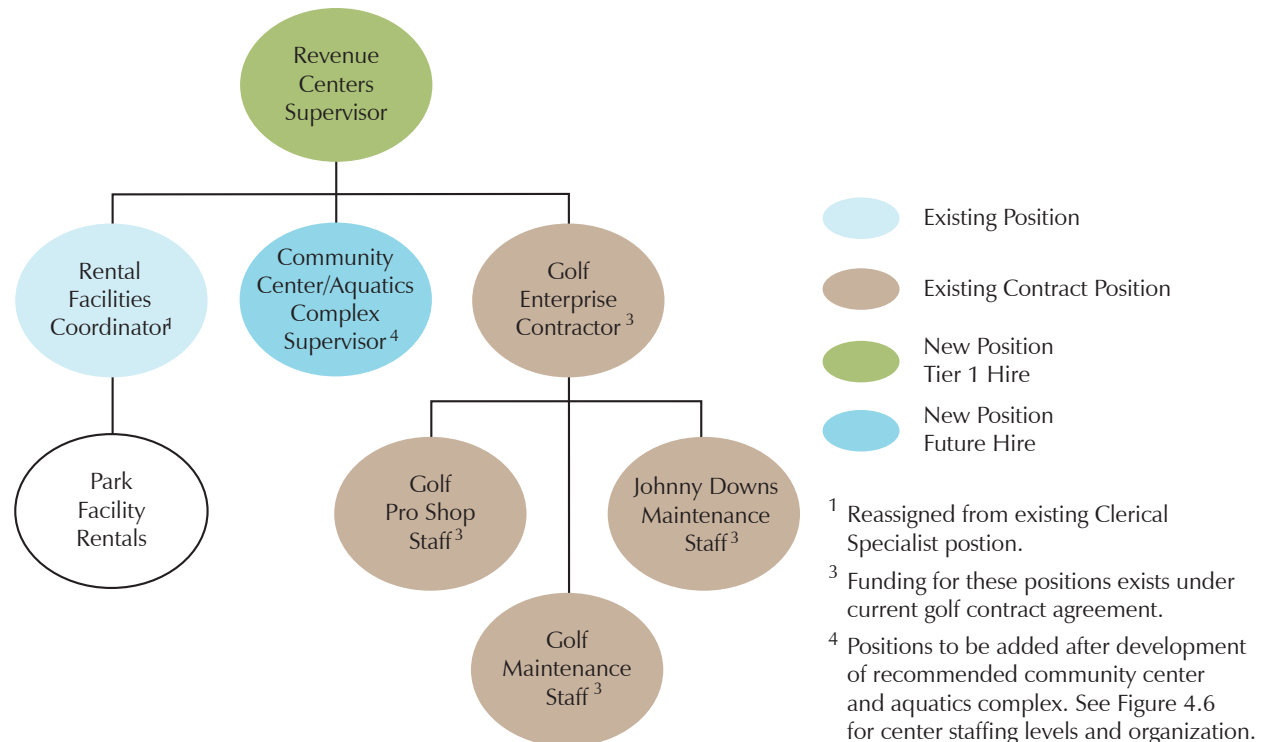 Revenue
Centers
Supervisor
Rental
Facilities
Coordinator1
Community
Center/Aquatics
Complex
Supervisor 4
Golf
Enterprise
Contractor 3
Park
Facility
Rentals
Golf
Pro Shop
Staff 3
Johnny Downs
Maintenance
Staff 3
Golf
Maintenance
Staff 3
Existing Position
Existing Contract Position
New Position
Tier 1 Hire
New Position
Future Hire
1 Reassigned from existing Clerical
Specialist postion.
3 Funding for these positions exists under
current golf contract agreement.
4 Positions to be added after development
of recommended community center
and aquatics complex. See Figure 4.6
for center staffing levels and organization.